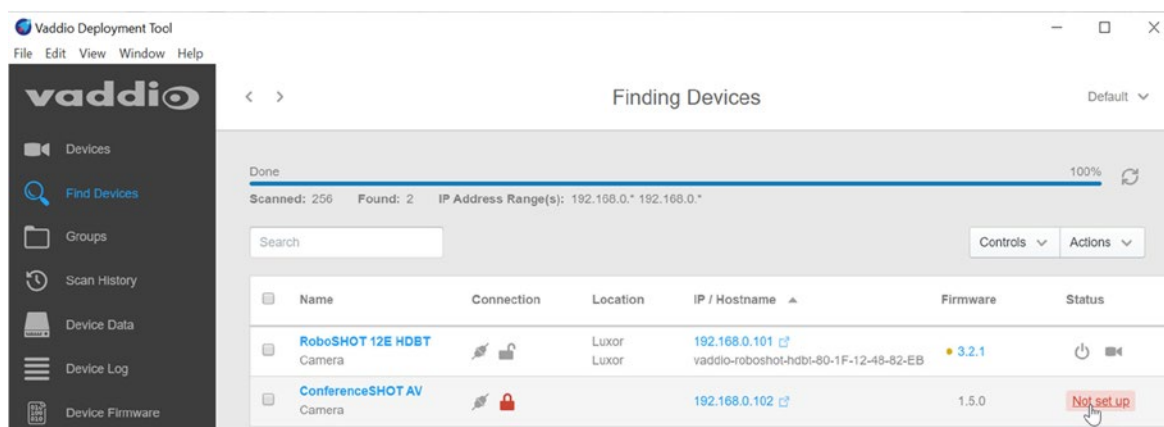 Vaddio Deployment Tool
File Edit View Window Help
vaddio
Finding Devices
Default
Devices
Find Devices
Groups
Scan History
Device Data
Device Log
Device Firmware
Done 100%
Scanned: 256 Found: 2 IP Address Range(s): 192.168.0.* 192.168.0.*
Search
Controls Actions
Name Connection Location IP / Hostname Firmware Status
RoboSHOT 12E HDBT Luxor 192.168.0.101 3.2.1
Camera Luxor vaddio-roboshot-hdbt-80-1F-12-48-82-EB
ConferenceSHOT AV 192.168.0.102 1.5.0 Not set up
Camera